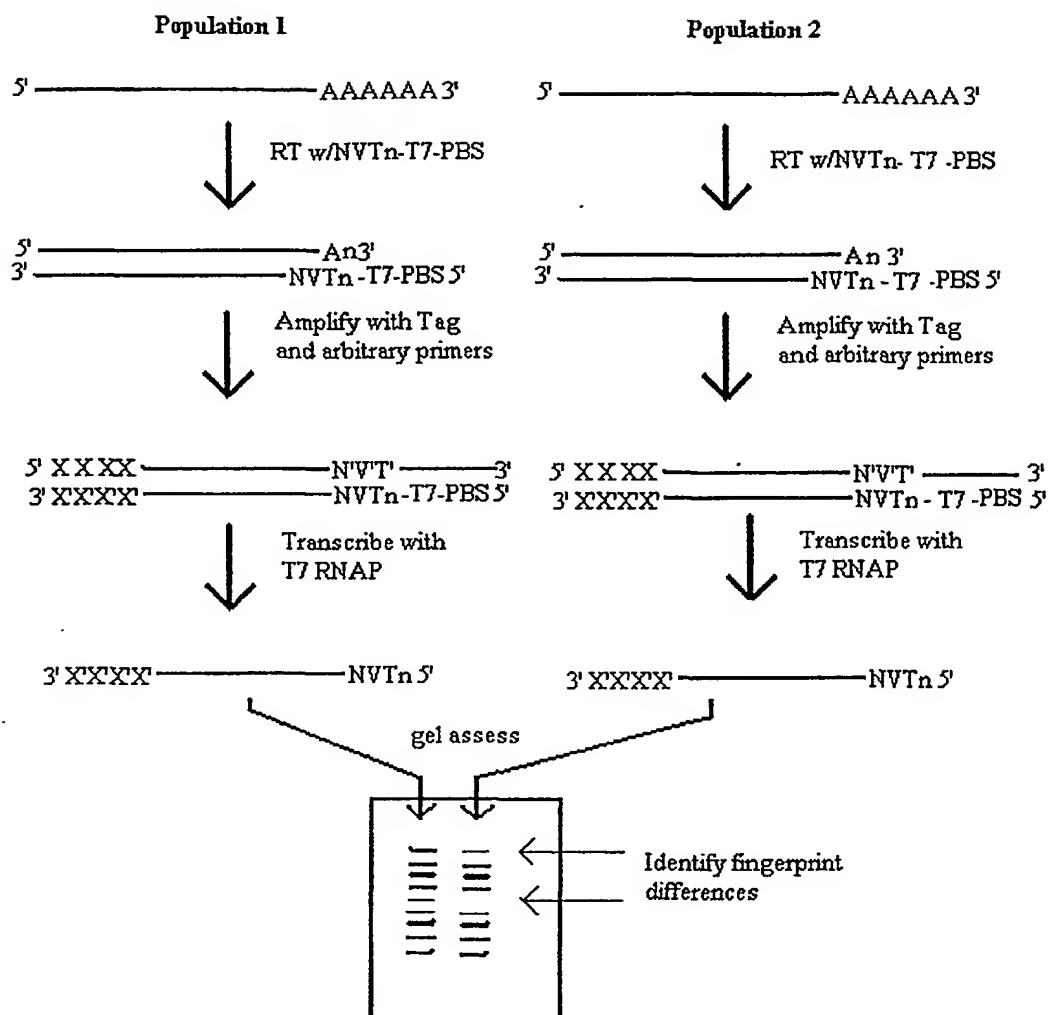 Population 1
5' AAAAAA 3'
RT w/NVTn-T7-PBS
5' An 3'
3' NVTn -T7-PBS 5'
Amplify with Tag
and arbitrary primers
5' X X X X N'V'T' 3'
3' X'X'X'X' NVTn-T7-PBS 5'
Transcribe with
T7 RNAP
3' X'X'X'X' NVTn 5'
Population 2
5' AAAAAA 3'
RT w/NVTn- T7 -PBS
5' An 3'
3' NVTn - T7 -PBS 5'
Amplify with Tag
and arbitrary primers
5' X X X X N'V'T' 3'
3' X'X'X'X' NVTn - T7 -PBS 5'
Transcribe with
T7 RNAP
3' X'X'X'X' NVTn 5'
gel assess
Identify fingerprint
differences